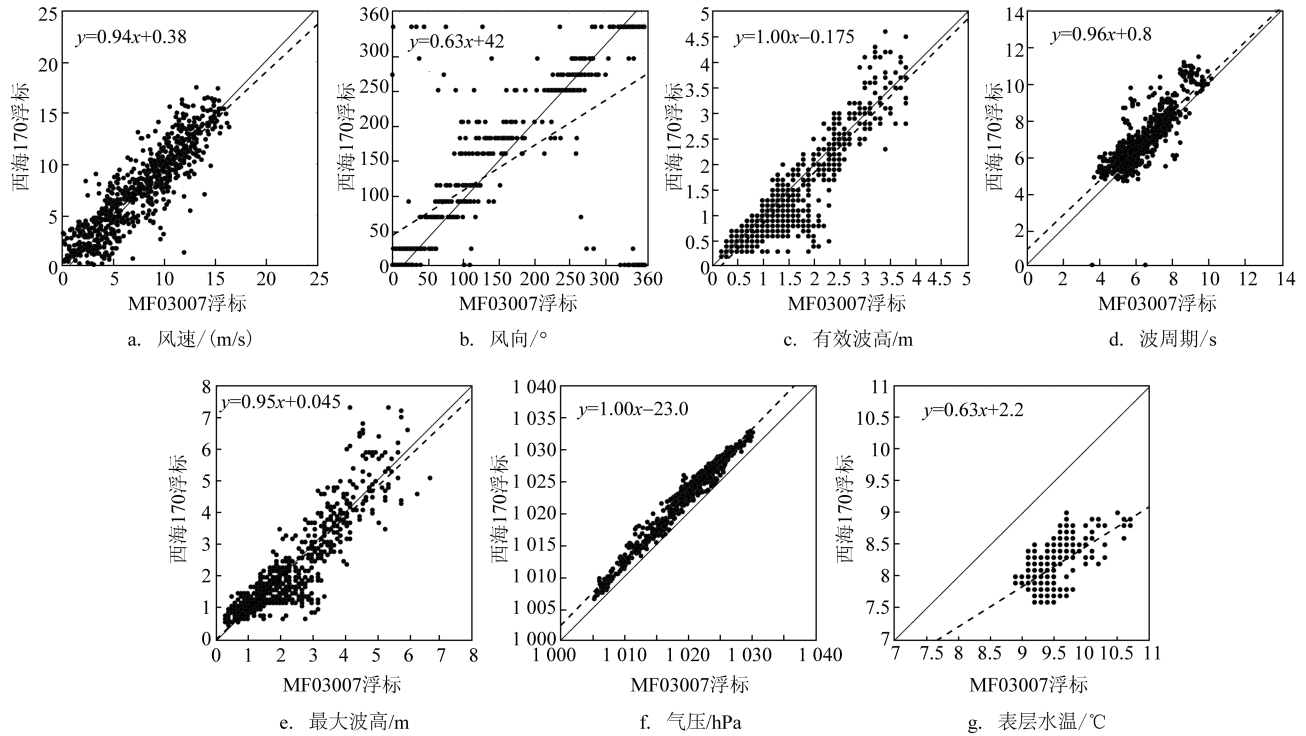 y=0.94x+0.38
25
20
15
10
5
0
0 5 10 15 20 25
西海170浮标
MF03007浮标
a. 风速/(m/s)
y=0.63x+42
360
300
250
200
150
100
50
0
0 50 100 150 200 250 300 360
西海170浮标
MF03007浮标
b. 风向/°
y=1.00x−0.175
5
4.5
4
3.5
3
2.5
2
1.5
1
0.5
0
0 0.5 1 1.5 2 2.5 3 3.5 4 4.5 5
西海170浮标
MF03007浮标
c. 有效波高/m
y=0.96x+0.8
14
12
10
8
6
4
2
0
0 2 4 6 8 10 12 14
西海170浮标
MF03007浮标
d. 波周期/s
y=0.95x+0.045
8
7
6
5
4
3
2
1
0
0 1 2 3 4 5 6 7 8
西海170浮标
MF03007浮标
e. 最大波高/m
y=1.00x−23.0
1 040
1 035
1 030
1 025
1 020
1 015
1 010
1 005
1 000
1 000 1 010 1 020 1 030 1 040
西海170浮标
MF03007浮标
f. 气压/hPa
y=0.63x+2.2
11
10.5
10
9.5
9
8.5
8
7.5
7
7 7.5 8 8.5 9 9.5 10 10.5 11
西海170浮标
MF03007浮标
g. 表层水温/℃